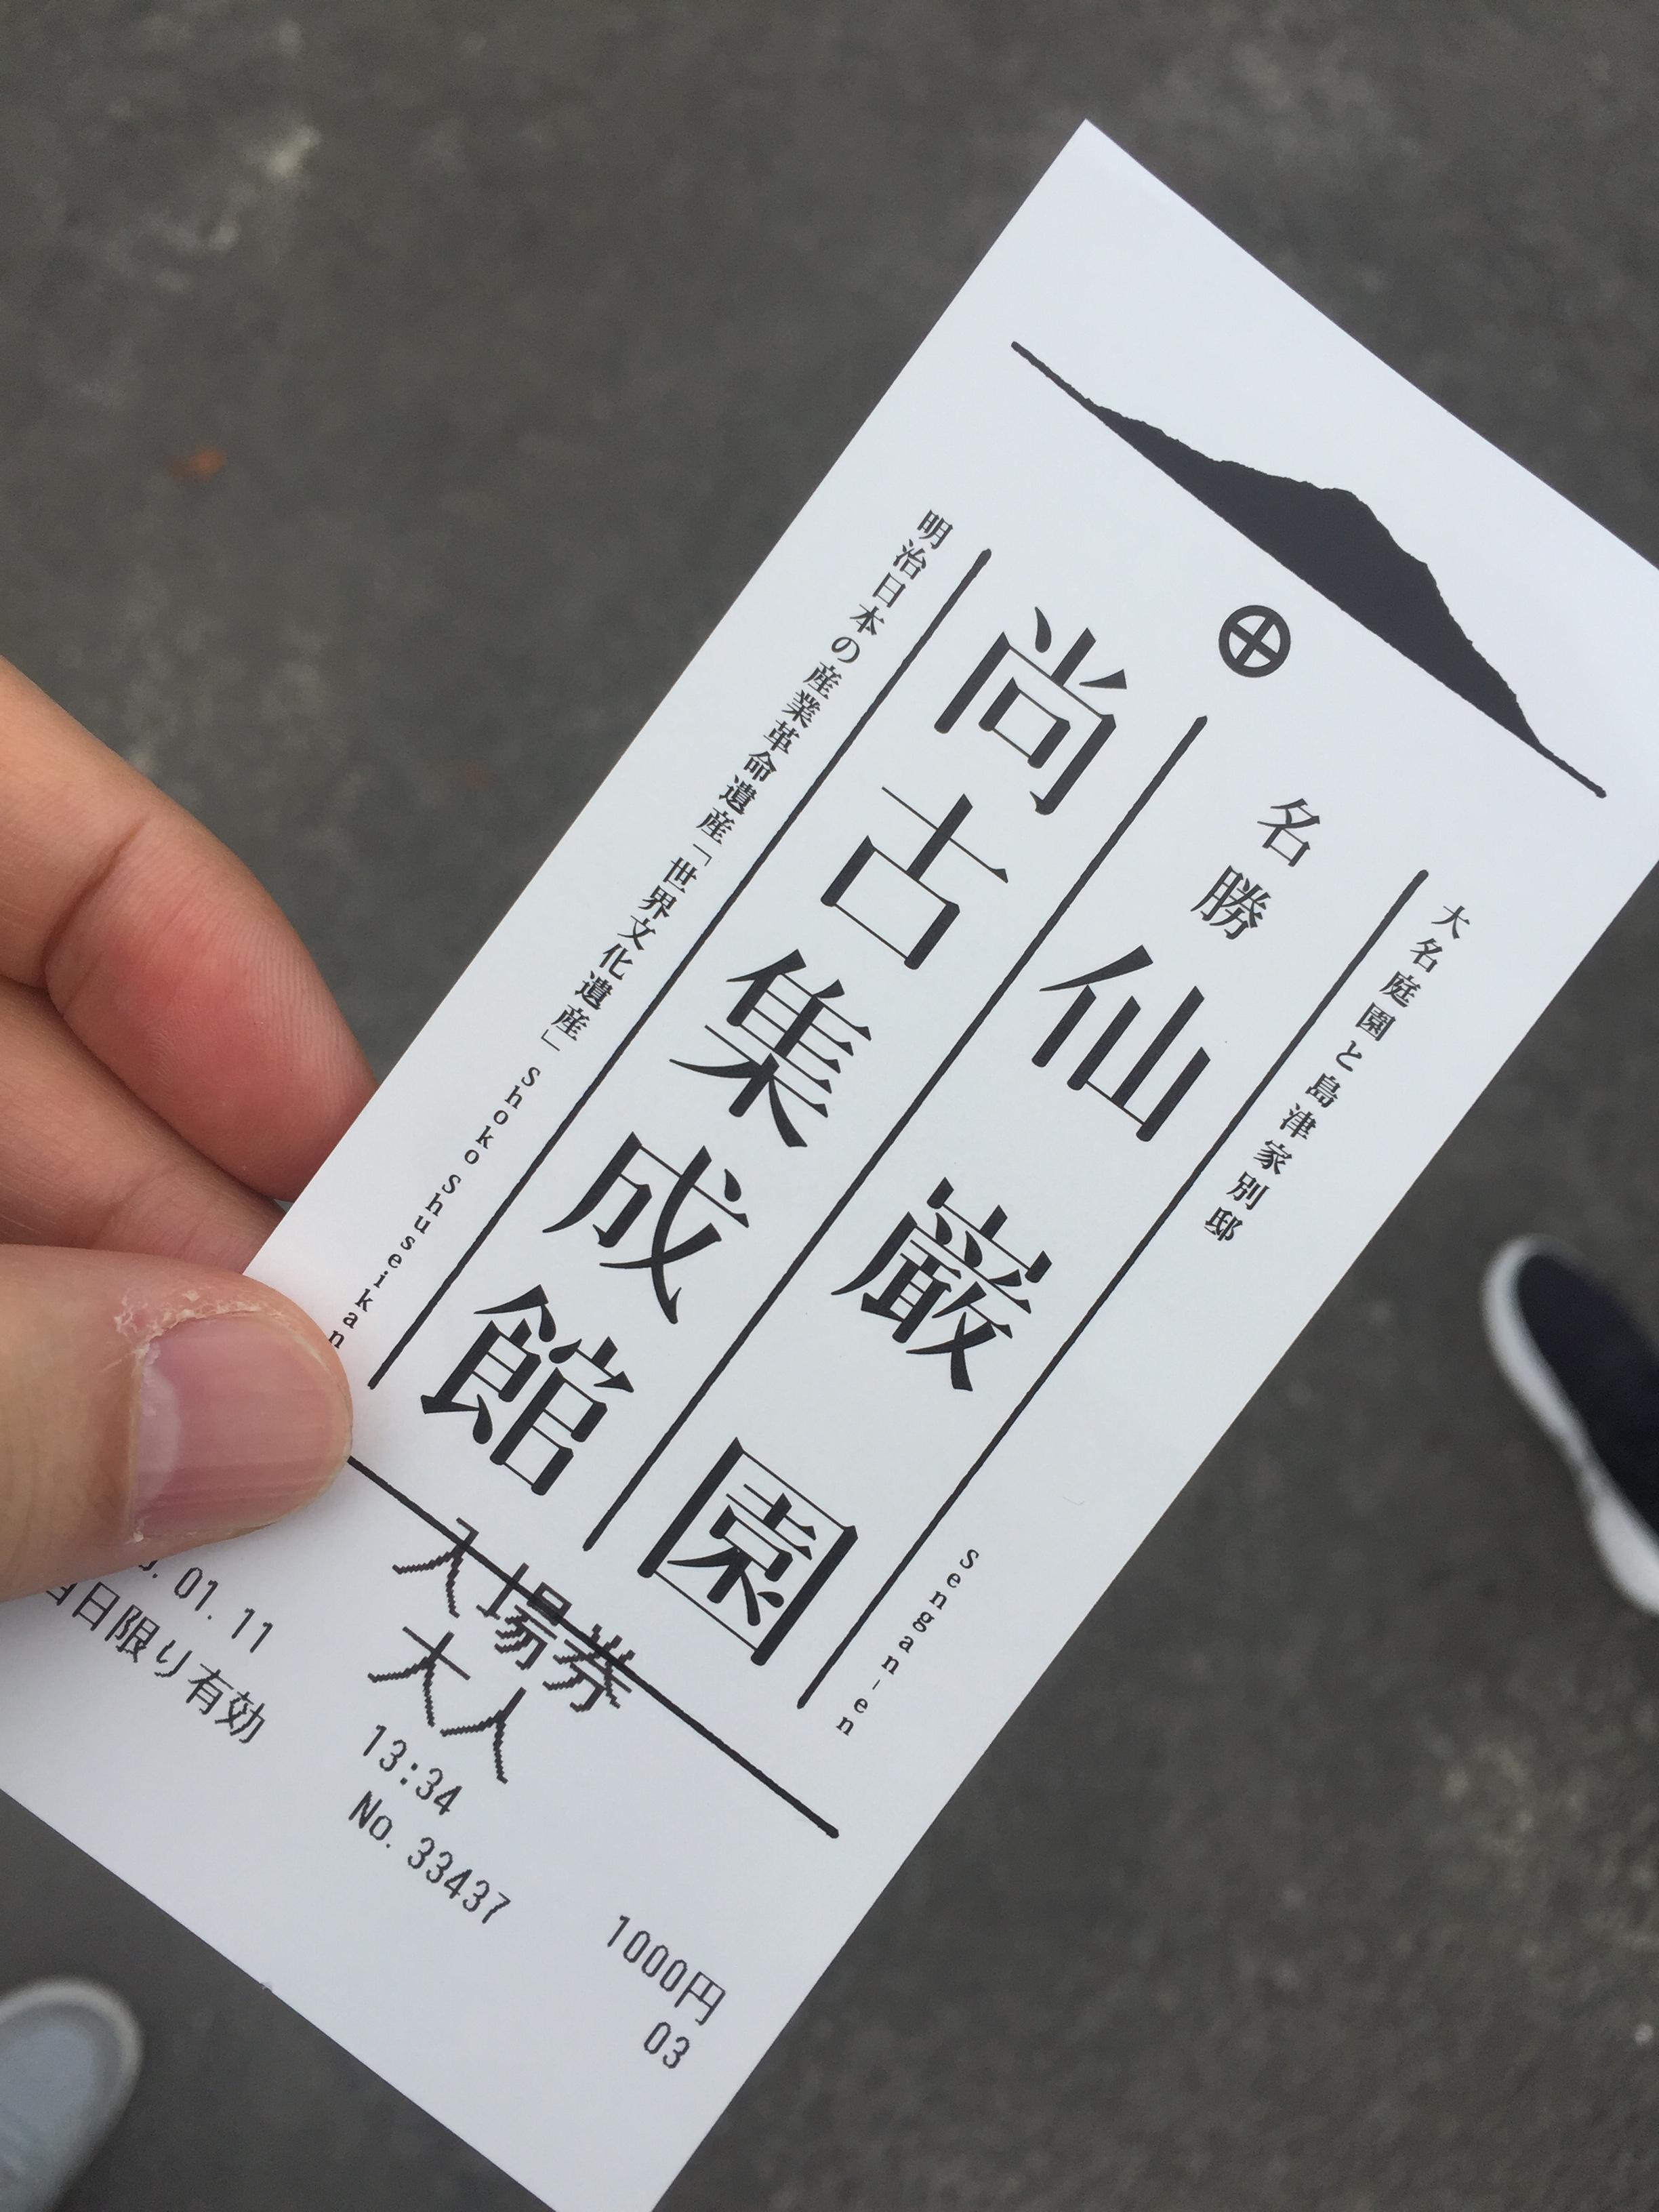 大名庭園と島津家別邸 Sengan-en
名勝 仙巌園
尚古集成館
明治日本の産業革命遺産「世界文化遺産」 Shoko Shuseikan
入場券
大人
01.11
13:34
1000円
当日限り有効
No. 33437
03